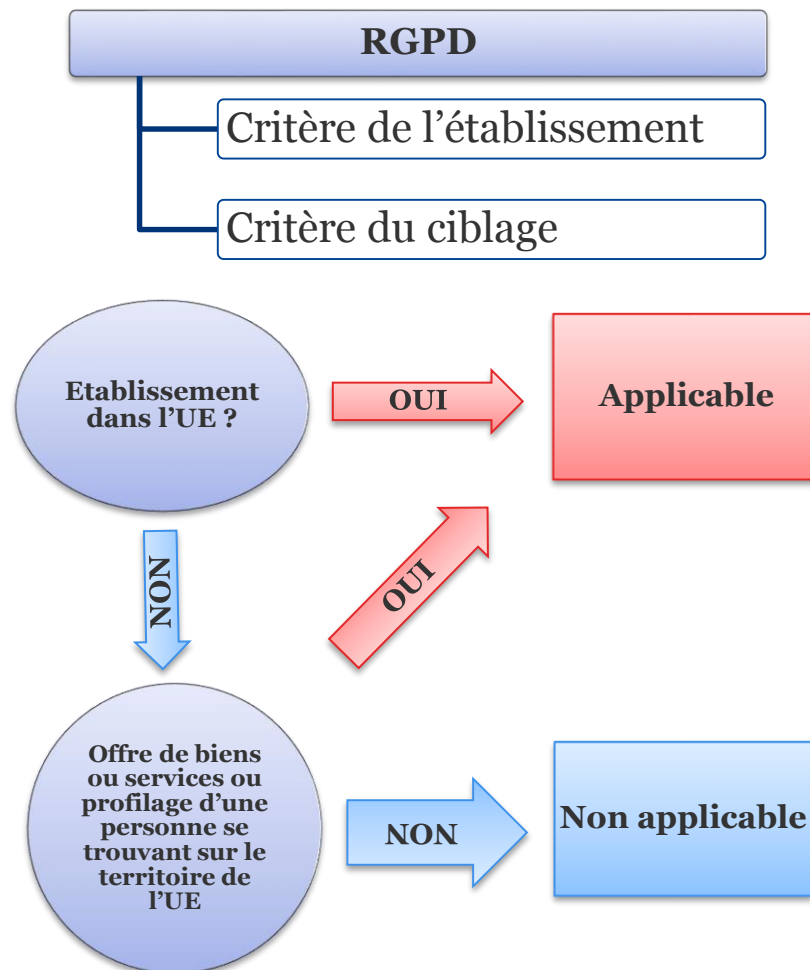 RGPD
Critère de l’établissement
Critère du ciblage
Etablissement
dans l’UE ?
OUI
Applicable
NON
OUI
Offre de biens
ou services ou
profilage d’une
personne se
trouvant sur le
territoire de
l’UE
NON
Non applicable